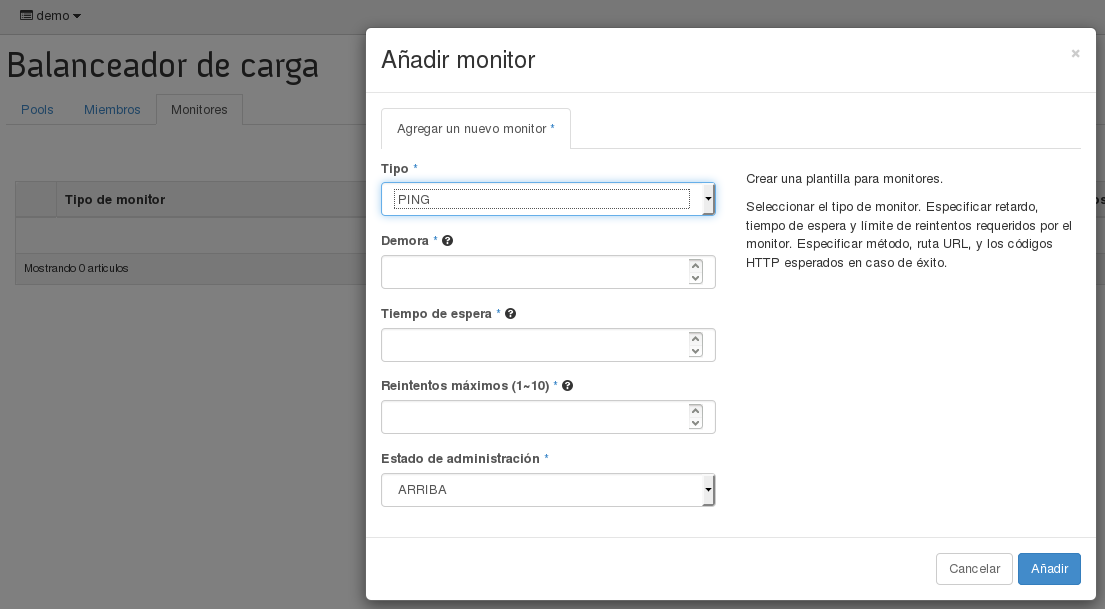 demo
Balanceador de carga
Pools Miembros Monitores
Tipo de monitor
Mostrando 0 artículos
Añadir monitor
×
Agregar un nuevo monitor *
Tipo *
PING
Demora *
Tiempo de espera *
Reintentos máximos (1~10) *
Estado de administración *
ARRIBA
Crear una plantilla para monitores.
Seleccionar el tipo de monitor. Especificar retardo,
tiempo de espera y límite de reintentos requeridos por el
monitor. Especificar método, ruta URL, y los códigos
HTTP esperados en caso de éxito.
Cancelar Añadir